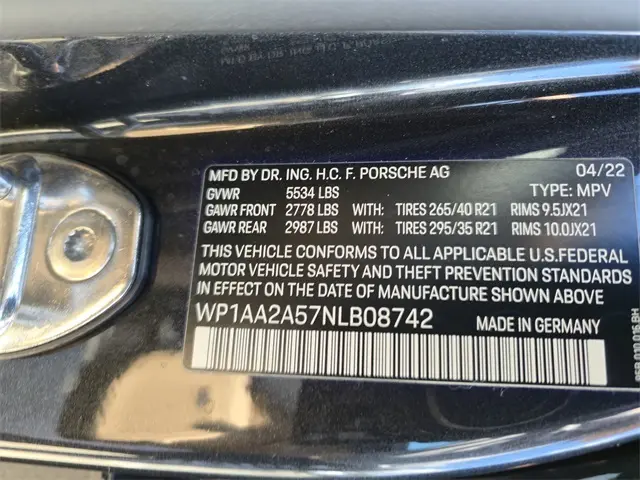 MFD BY DR. ING. H.C. F. PORSCHE AG 04/22
GVWR 5534 LBS TYPE: MPV
GAWR FRONT 2778 LBS WITH: TIRES 265/40 R21 RIMS 9.5JX21
GAWR REAR 2987 LBS WITH: TIRES 295/35 R21 RIMS 10.0JX21
THIS VEHICLE CONFORMS TO ALL APPLICABLE U.S.FEDERAL
MOTOR VEHICLE SAFETY AND THEFT PREVENTION STANDARDS
IN EFFECT ON THE DATE OF MANUFACTURE SHOWN ABOVE
WP1AA2A57NLB08742 MADE IN GERMANY